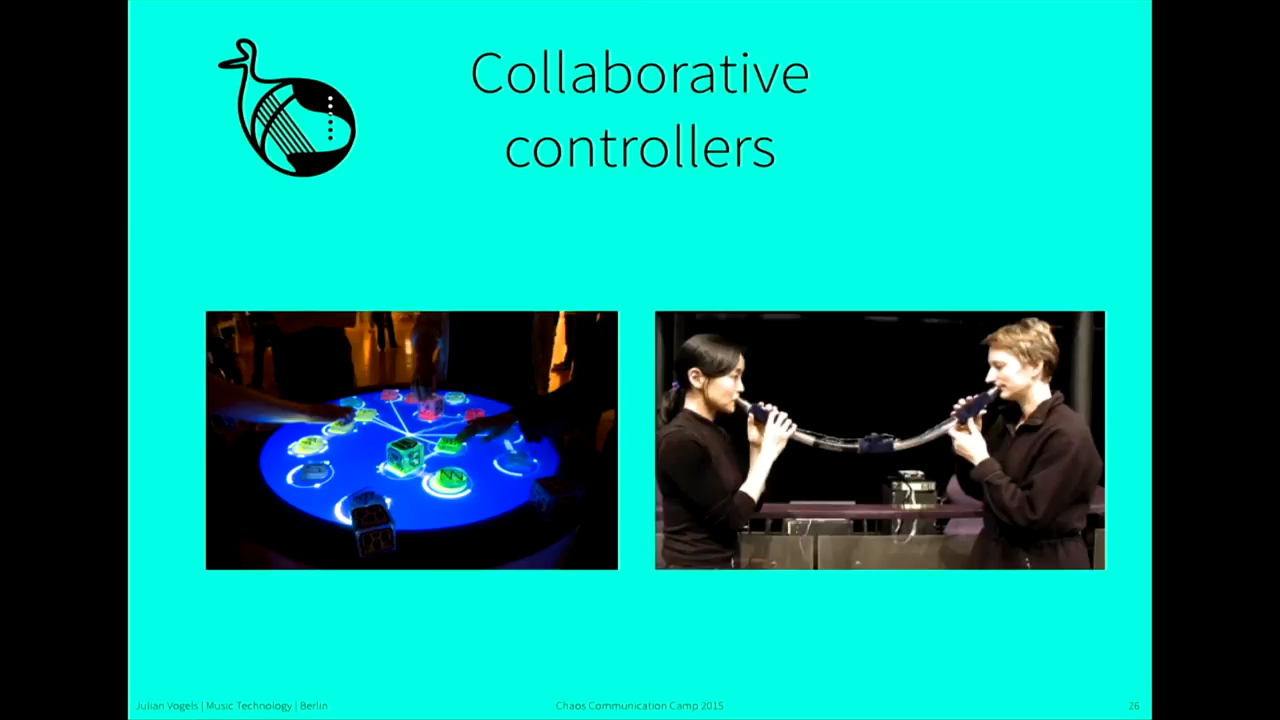 Collaborative
controllers
Julian Vogels | Music Technology | Berlin
Chaos Communication Camp 2015
26